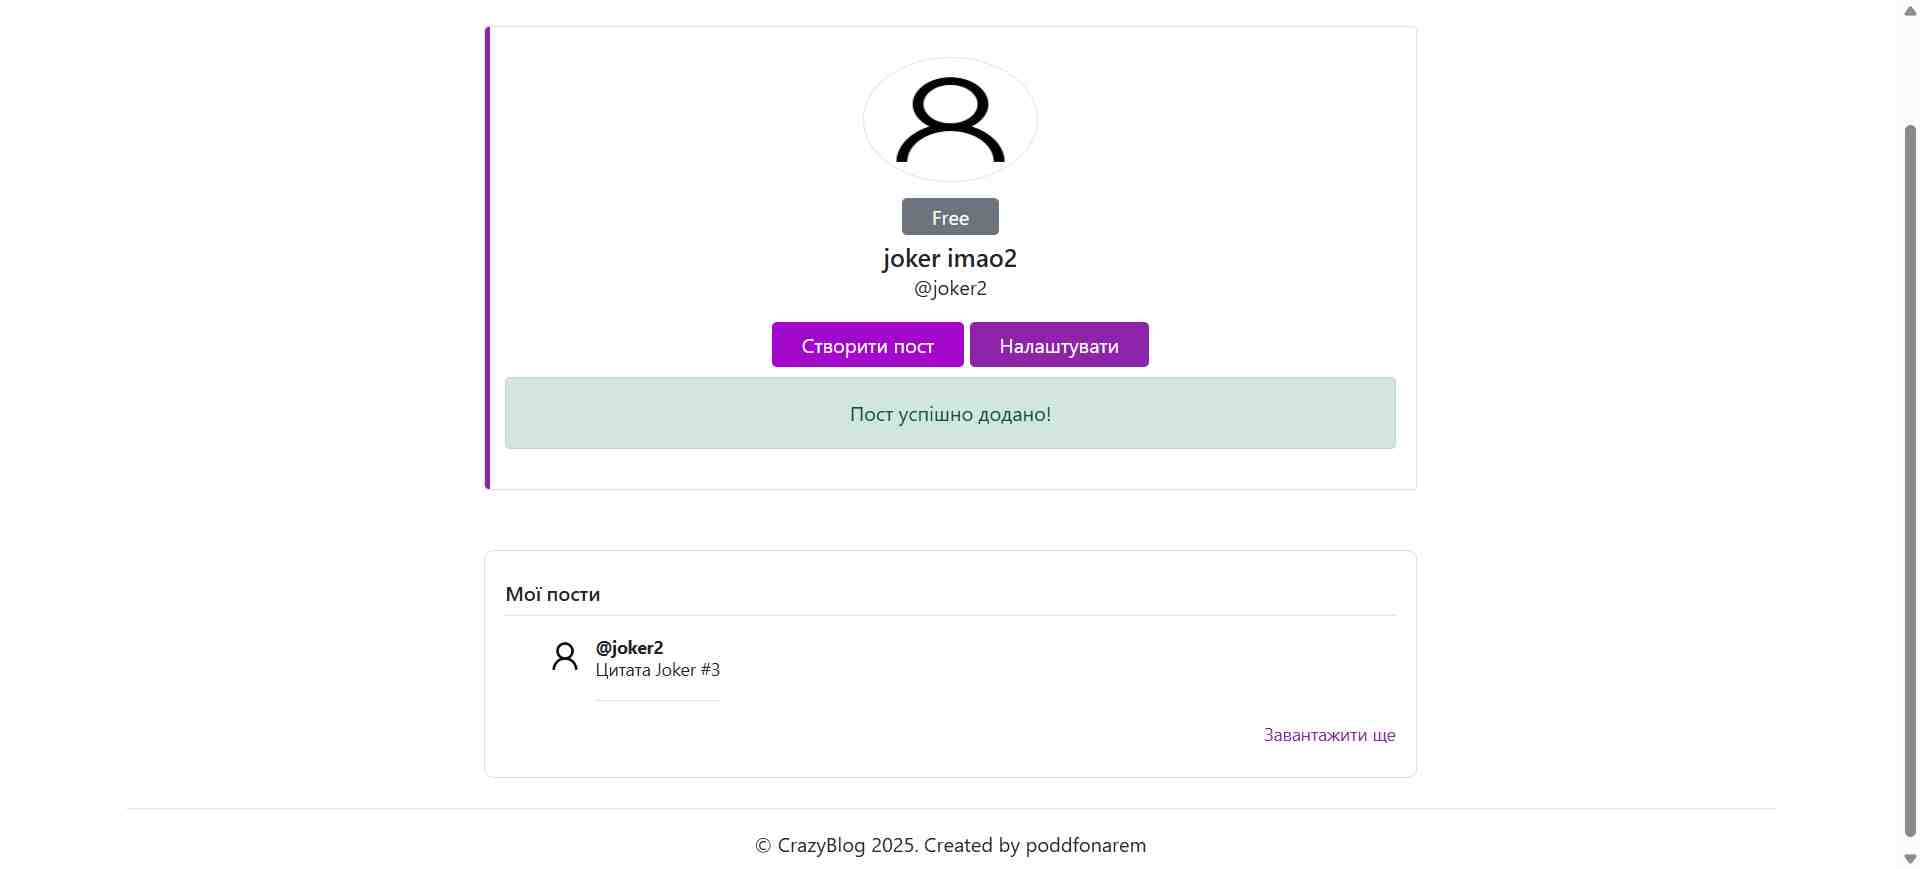 Free
joker imao2
@joker2
Створити пост
Налаштувати
Пост успішно додано!
Мої пости
@joker2
Цитата Joker #3
Завантажити ще
© CrazyBlog 2025. Created by poddfonarem